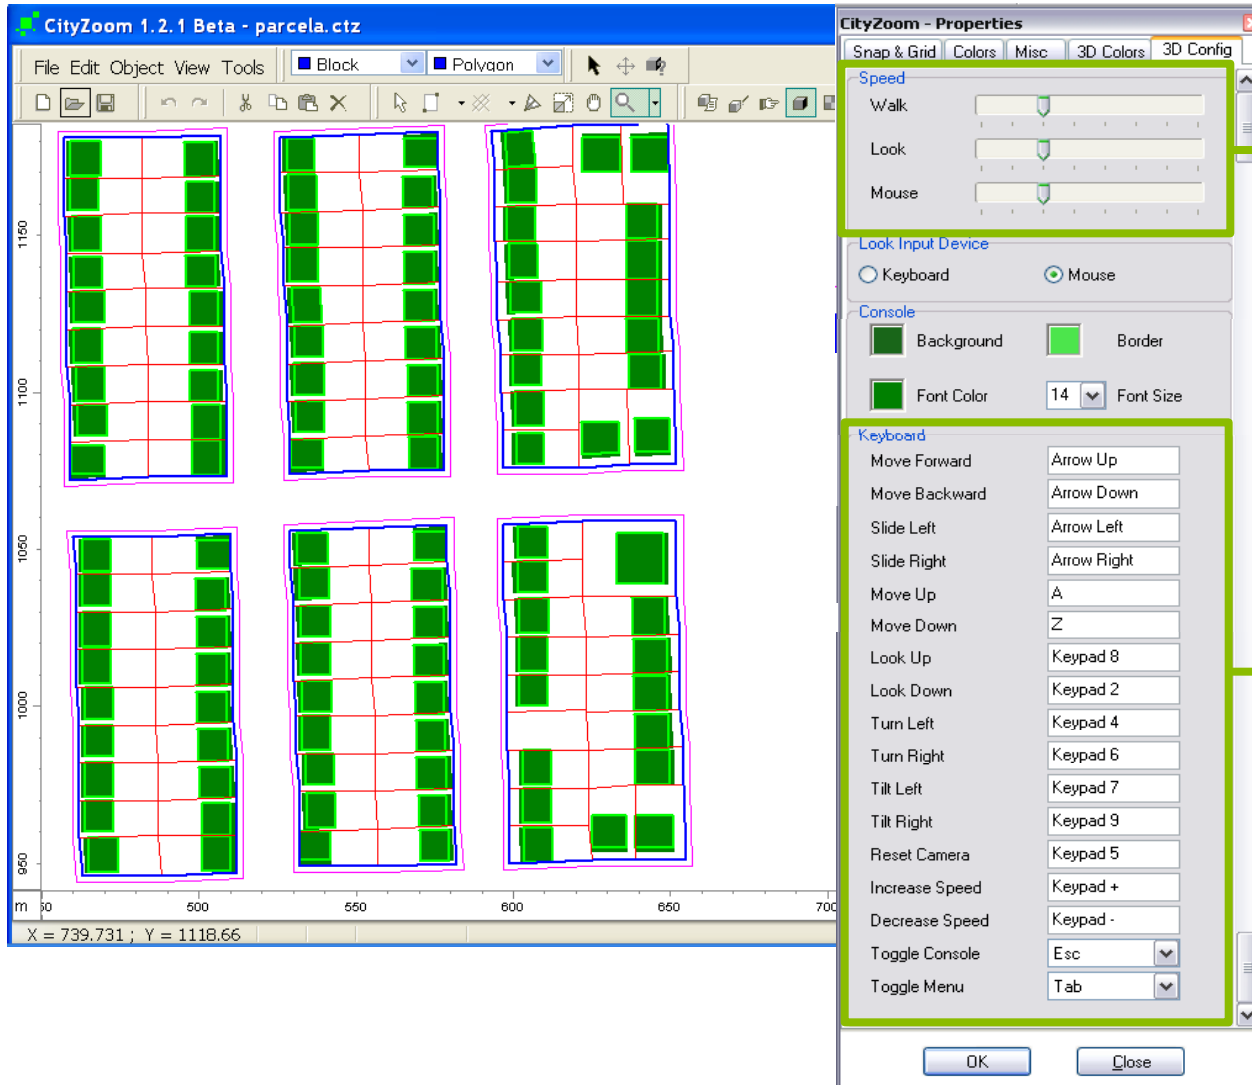 CityZoom 1.2.1 Beta - parcela.ctz
File Edit Object View Tools Block Polygon
1150
1100
1050
1000
950
m 50 500 550 600 650 700
X = 739.731 ; Y = 1118.66
CityZoom - Properties
Snap & Grid Colors Misc 3D Colors 3D Config
Speed
Walk
Look
Mouse
Look Input Device
Keyboard Mouse
Console
Background Border
Font Color 14 Font Size
Keyboard
Move Forward Arrow Up
Move Backward Arrow Down
Slide Left Arrow Left
Slide Right Arrow Right
Move Up A
Move Down Z
Look Up Keypad 8
Look Down Keypad 2
Turn Left Keypad 4
Turn Right Keypad 6
Tilt Left Keypad 7
Tilt Right Keypad 9
Reset Camera Keypad 5
Increase Speed Keypad +
Decrease Speed Keypad -
Toggle Console Esc
Toggle Menu Tab
OK Close